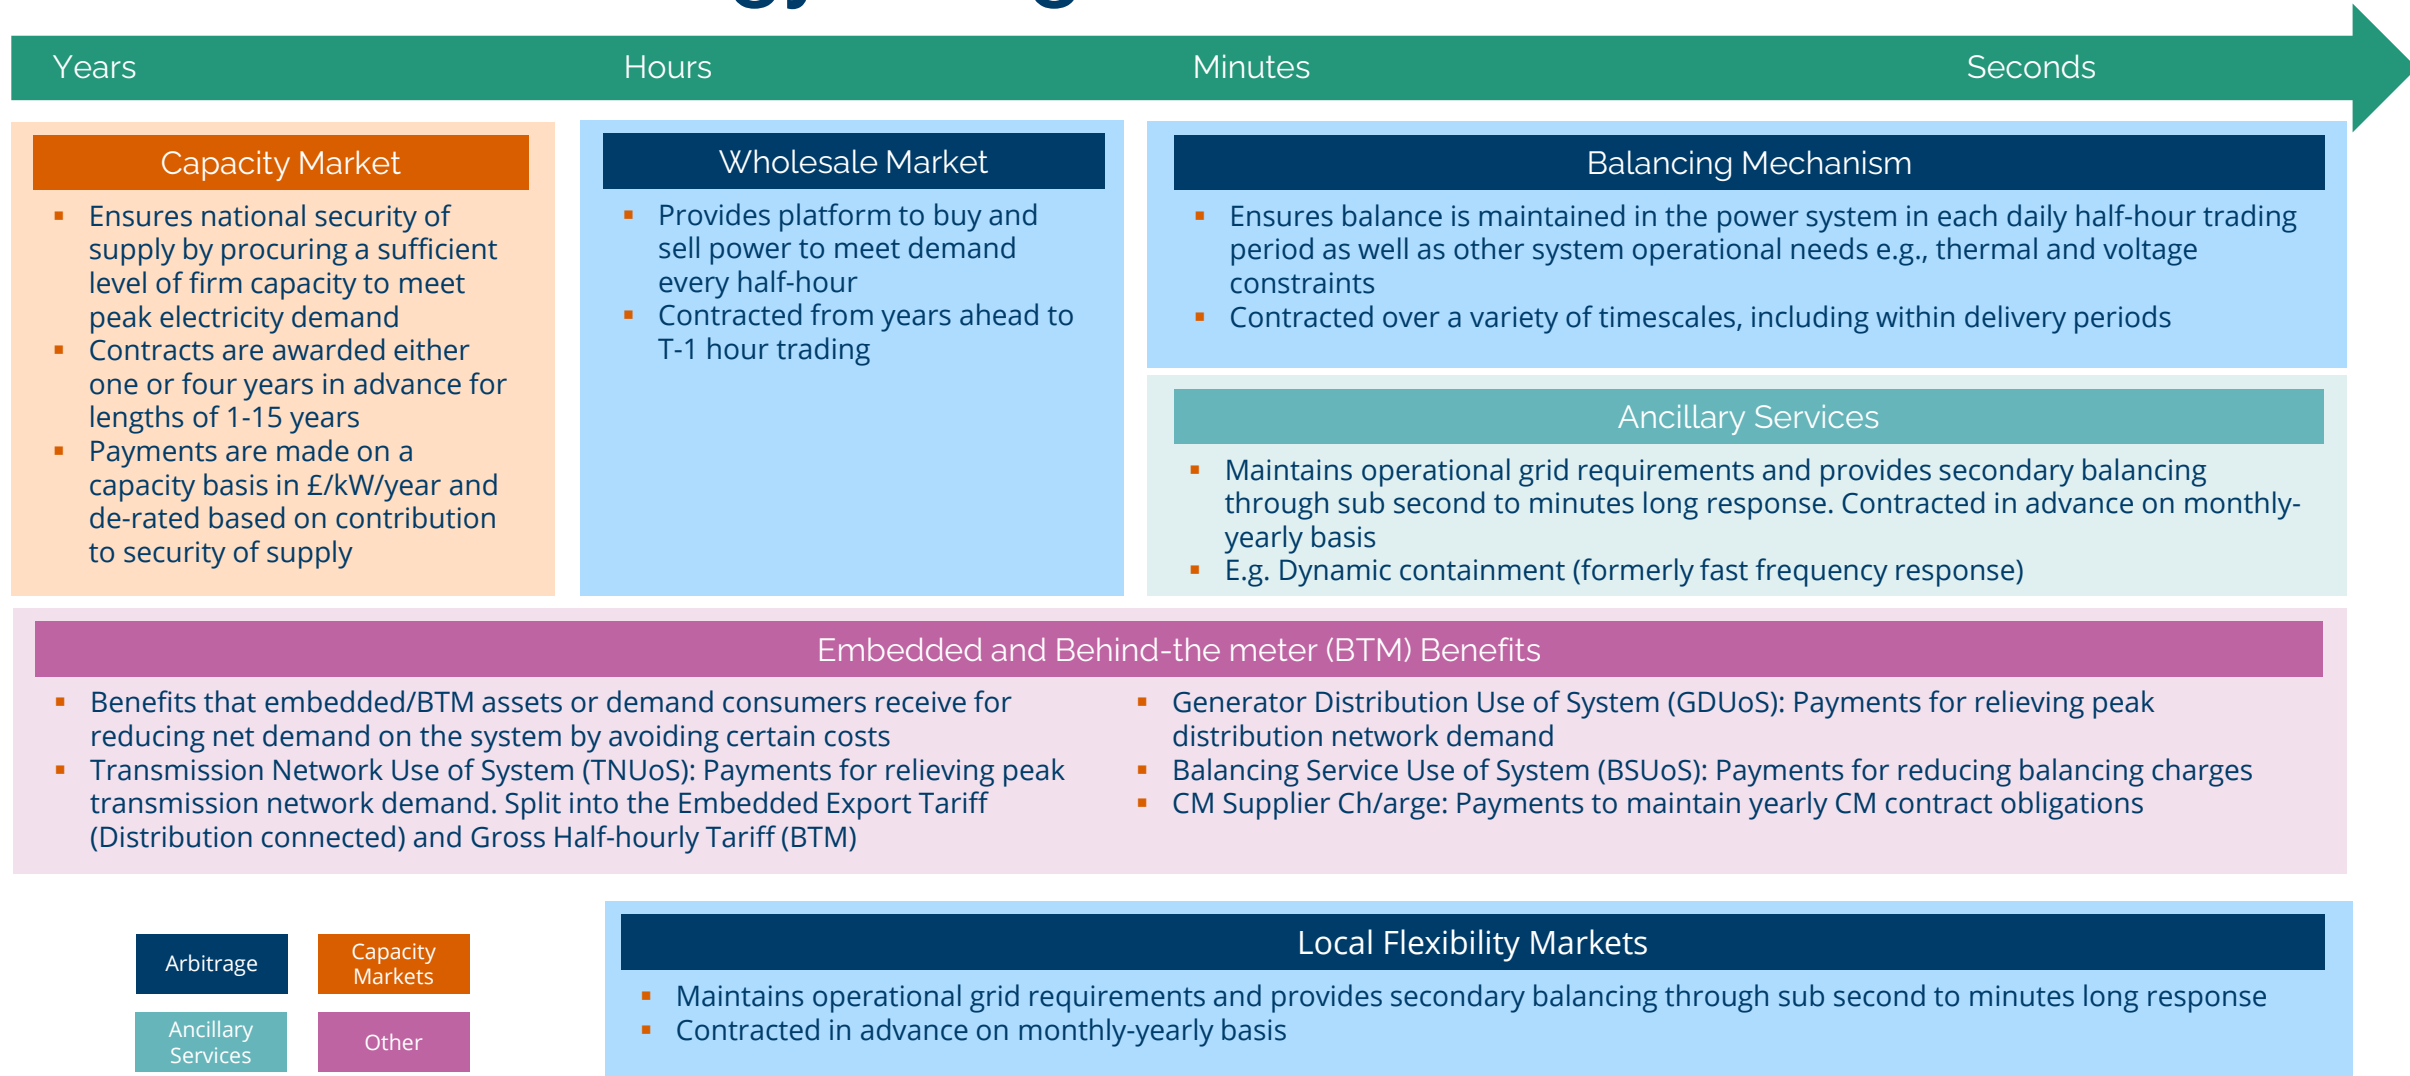 Years
Hours
Minutes
Seconds
Capacity Market
▪ Ensures national security of
supply by procuring a sufficient
level of firm capacity to meet
peak electricity demand
▪ Contracts are awarded either
one or four years in advance for
lengths of 1-15 years
▪ Payments are made on a
capacity basis in £/kW/year and
de-rated based on contribution
to security of supply
Wholesale Market
▪ Provides platform to buy and
sell power to meet demand
every half-hour
▪ Contracted from years ahead to
T-1 hour trading
Balancing Mechanism
▪ Ensures balance is maintained in the power system in each daily half-hour trading
period as well as other system operational needs e.g., thermal and voltage
constraints
▪ Contracted over a variety of timescales, including within delivery periods
Ancillary Services
▪ Maintains operational grid requirements and provides secondary balancing
through sub second to minutes long response. Contracted in advance on monthly-
yearly basis
▪ E.g. Dynamic containment (formerly fast frequency response)
Embedded and Behind-the meter (BTM) Benefits
▪ Benefits that embedded/BTM assets or demand consumers receive for
reducing net demand on the system by avoiding certain costs
▪ Transmission Network Use of System (TNUoS): Payments for relieving peak
transmission network demand. Split into the Embedded Export Tariff
(Distribution connected) and Gross Half-hourly Tariff (BTM)
▪ Generator Distribution Use of System (GDUoS): Payments for relieving peak
distribution network demand
▪ Balancing Service Use of System (BSUoS): Payments for reducing balancing charges
▪ CM Supplier Ch/arge: Payments to maintain yearly CM contract obligations
Arbitrage
Capacity
Markets
Ancillary
Services
Other
Local Flexibility Markets
▪ Maintains operational grid requirements and provides secondary balancing through sub second to minutes long response
▪ Contracted in advance on monthly-yearly basis